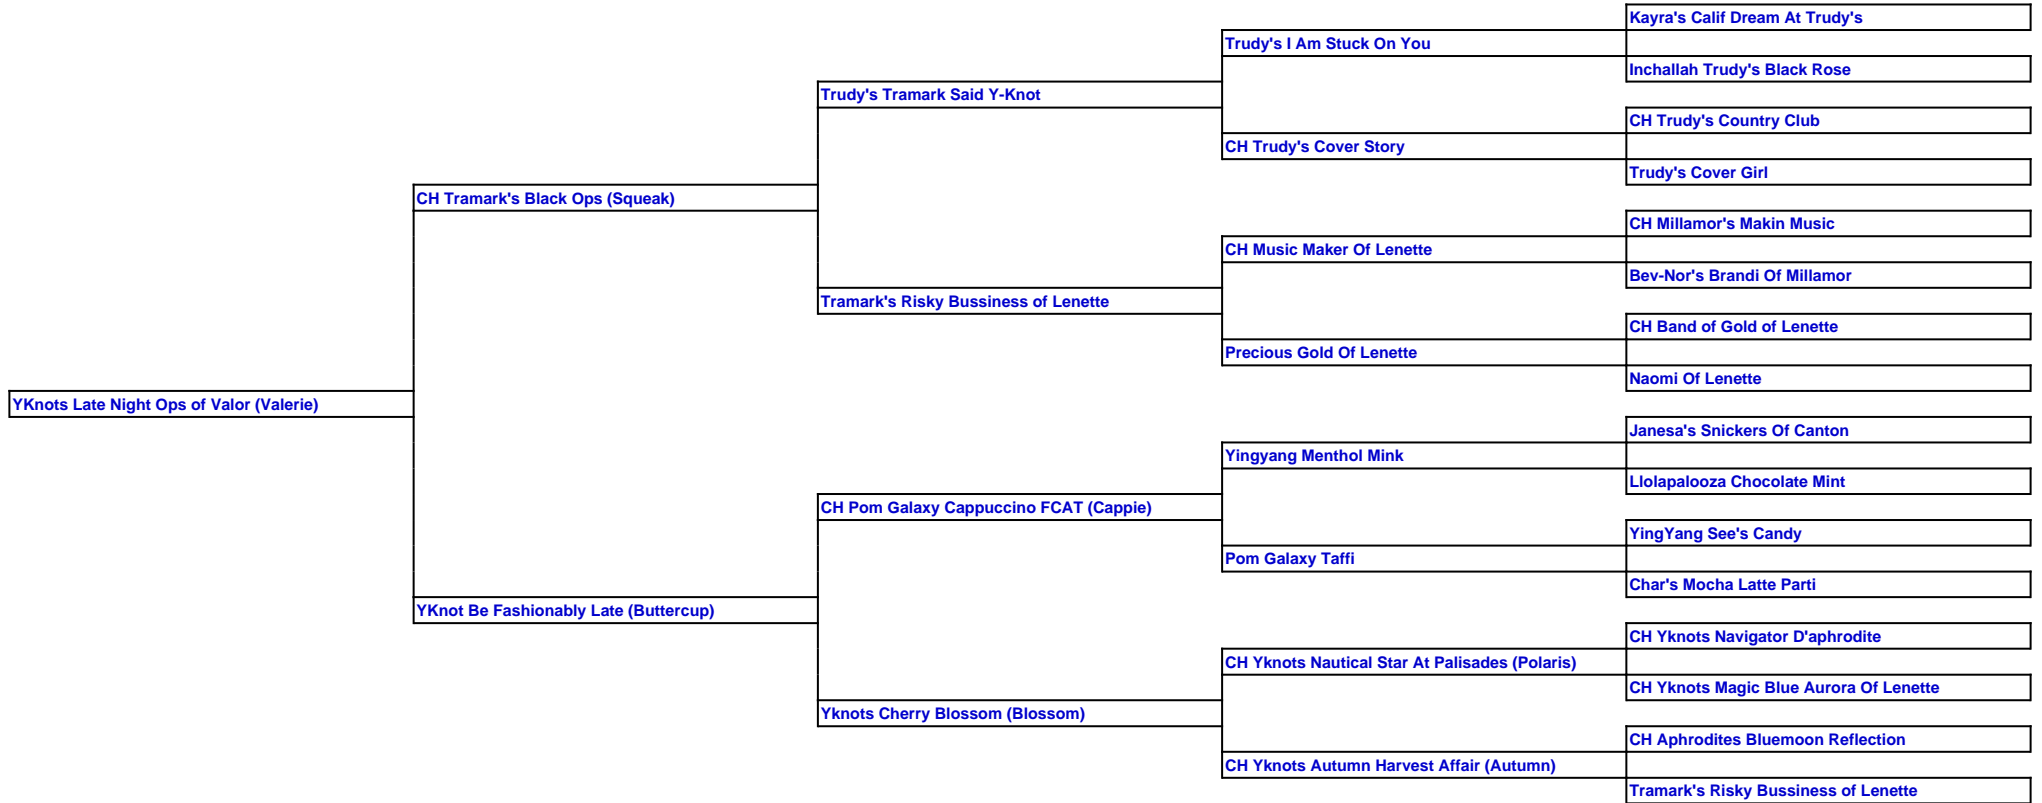 Kayra's Calif Dream At Trudy's
Trudy's I Am Stuck On You
Inchallah Trudy's Black Rose
Trudy's Tramark Said Y-Knot
CH Trudy's Country Club
CH Trudy's Cover Story
Trudy's Cover Girl
CH Tramark's Black Ops (Squeak)
CH Millamor's Makin Music
CH Music Maker Of Lenette
Bev-Nor's Brandi Of Millamor
Tramark's Risky Bussiness of Lenette
CH Band of Gold of Lenette
Precious Gold Of Lenette
Naomi Of Lenette
YKnots Late Night Ops of Valor (Valerie)
Janesa's Snickers Of Canton
Yingyang Menthol Mink
Llolapalooza Chocolate Mint
CH Pom Galaxy Cappuccino FCAT (Cappie)
YingYang See's Candy
Pom Galaxy Taffi
Char's Mocha Latte Parti
YKnot Be Fashionably Late (Buttercup)
CH Yknots Navigator D'aphrodite
CH Yknots Nautical Star At Palisades (Polaris)
CH Yknots Magic Blue Aurora Of Lenette
Yknots Cherry Blossom (Blossom)
CH Aphrodites Bluemoon Reflection
CH Yknots Autumn Harvest Affair (Autumn)
Tramark's Risky Bussiness of Lenette